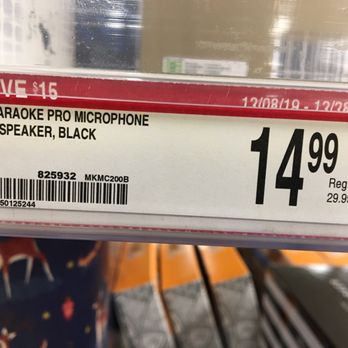 VE $15
12/08/19 - 12/28
ARAOKE PRO MICROPHONE
SPEAKER, BLACK
14.99
825932 MKMC200B
Reg
29.99
50125244